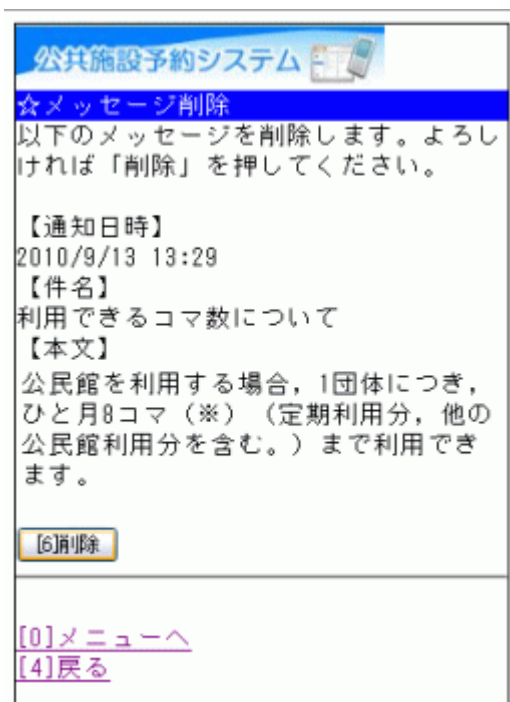 公共施設予約システム
☆メッセージ削除
以下のメッセージを削除します。よろし
ければ「削除」を押してください。
【通知日時】
2010/9/13 13:29
【件名】
利用できるコマ数について
【本文】
公民館を利用する場合，1団体につき，
ひと月8コマ（※）（定期利用分，他の
公民館利用分を含む。）まで利用でき
ます。
[6]削除
[0]メニューへ
[4]戻る